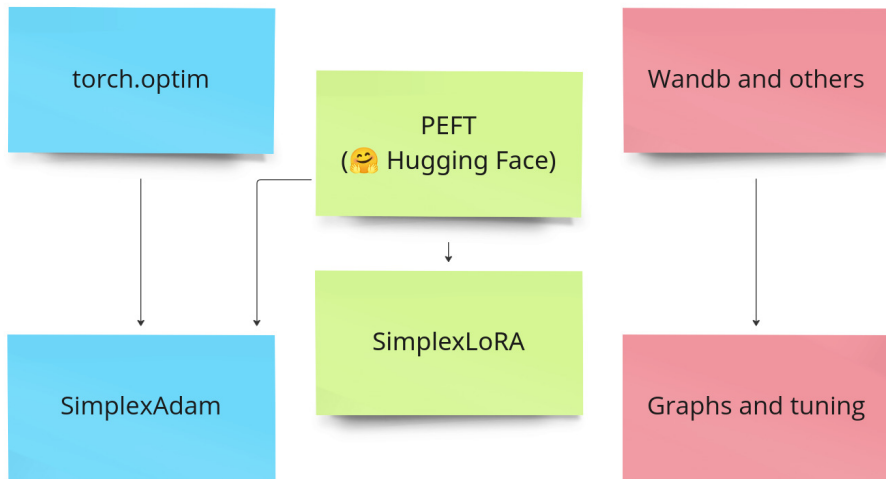 torch.optim
PEFT
(🤗 Hugging Face)
Wandb and others
SimplexAdam
SimplexLoRA
Graphs and tuning